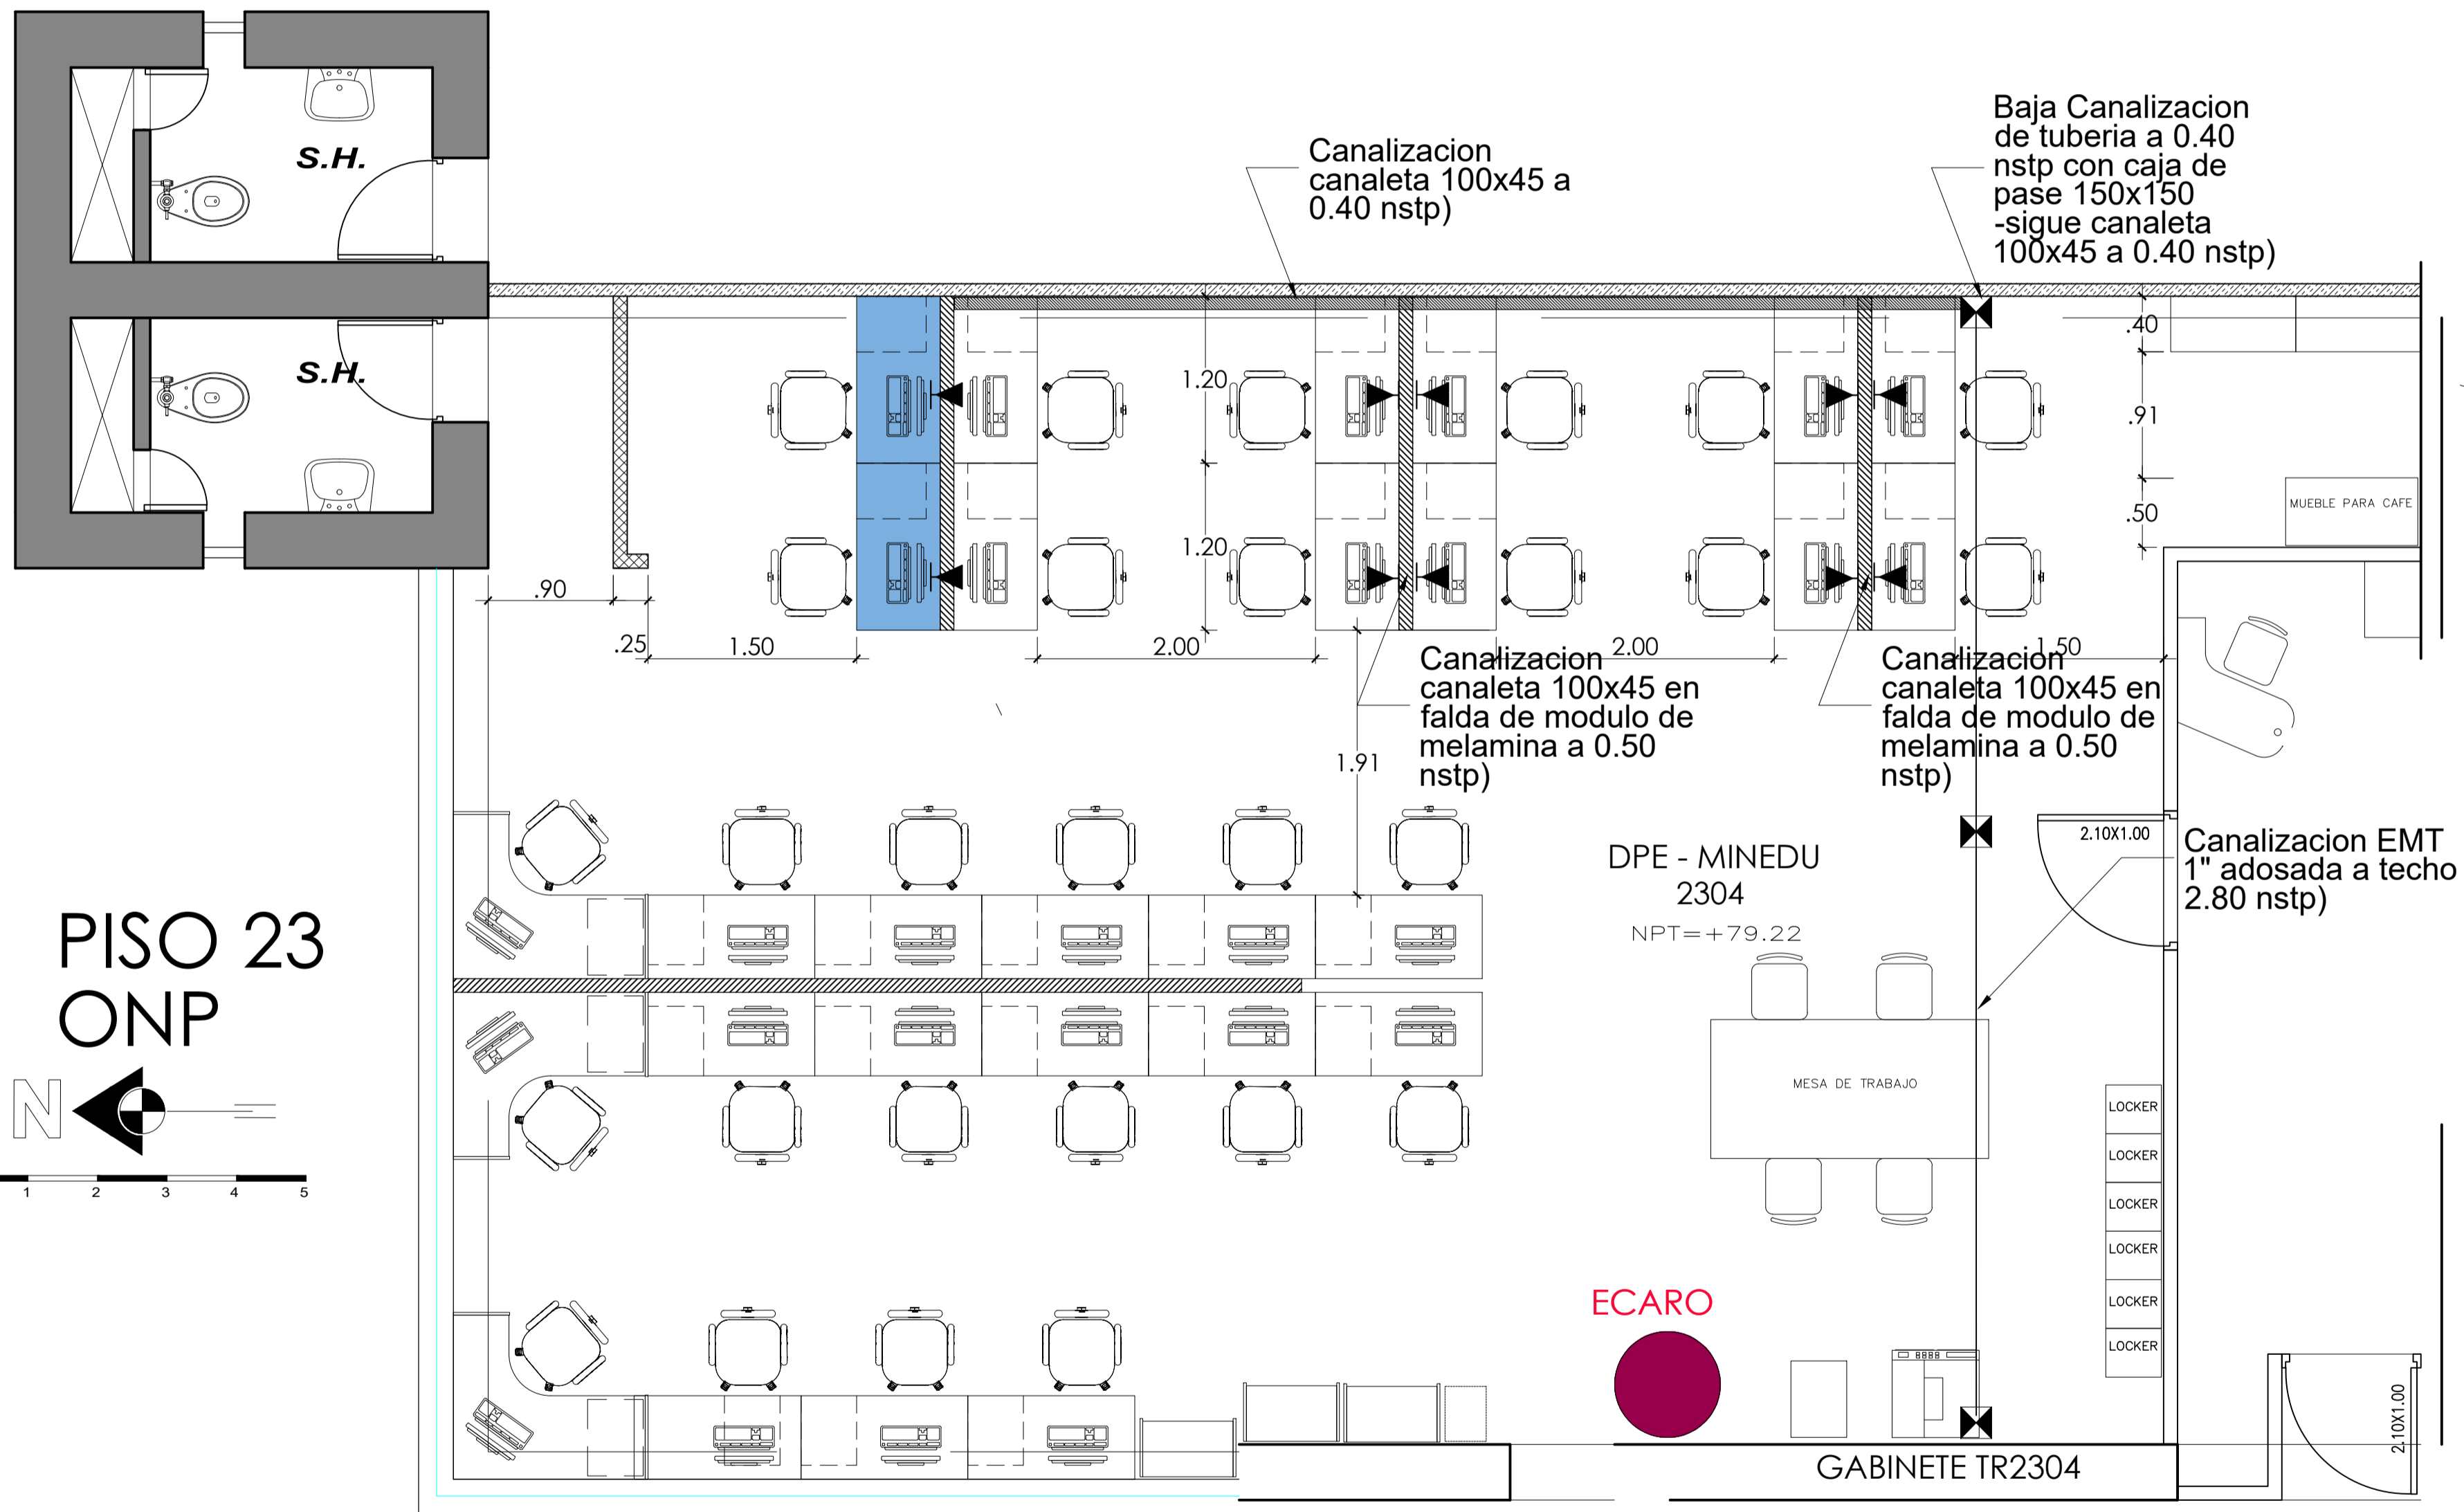 Baja Canalizacion
de tuberia a 0.40
nstp con caja de
pase 150x150
-sigue canaleta
100x45 a 0.40 nstp)
Canalizacion
canaleta 100x45 a
0.40 nstp)
S.H.
S.H.
1.20
1.20
.40
.91
.50
MUEBLE PARA CAFE
.90
.25
1.50
2.00
2.00
1.50
Canalizacion
canaleta 100x45 en
falda de modulo de
melamina a 0.50
nstp)
Canalizacion
canaleta 100x45 en
falda de modulo de
melamina a 0.50
nstp)
1.91
DPE - MINEDU
2304
NPT=+79.22
2.10X1.00
Canalizacion EMT
1" adosada a techo
2.80 nstp)
PISO 23
ONP
N
1 2 3 4 5
MESA DE TRABAJO
LOCKER
LOCKER
LOCKER
LOCKER
LOCKER
LOCKER
ECARO
2.10X1.00
GABINETE TR2304